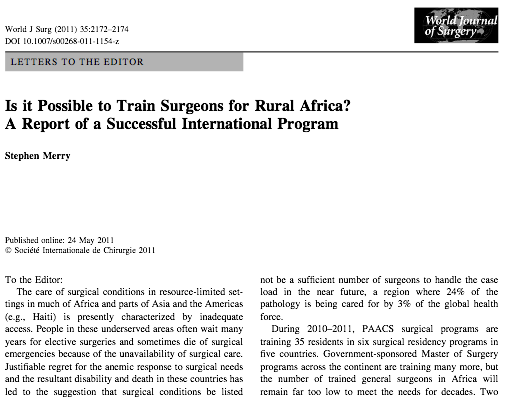 World J Surg (2011) 35:2172–2174
DOI 10.1007/s00268-011-1154-z
World Journal
of Surgery
LETTERS TO THE EDITOR
Is it Possible to Train Surgeons for Rural Africa?
A Report of a Successful International Program
Stephen Merry
Published online: 24 May 2011
© Société Internationale de Chirurgie 2011
To the Editor:
The care of surgical conditions in resource-limited set-
tings in much of Africa and parts of Asia and the Americas
(e.g., Haiti) is presently characterized by inadequate
access. People in these underserved areas often wait many
years for elective surgeries and sometimes die of surgical
emergencies because of the unavailability of surgical care.
Justifiable regret for the anemic response to surgical needs
and the resultant disability and death in these countries has
led to the suggestion that surgical conditions be listed
not be a sufficient number of surgeons to handle the case
load in the near future, a region where 24% of the
pathology is being cared for by 3% of the global health
force.
During 2010–2011, PAACS surgical programs are
training 35 residents in six surgical residency programs in
five countries. Government-sponsored Master of Surgery
programs across the continent are training many more, but
the number of trained general surgeons in Africa will
remain far too low to meet the needs for decades. Two